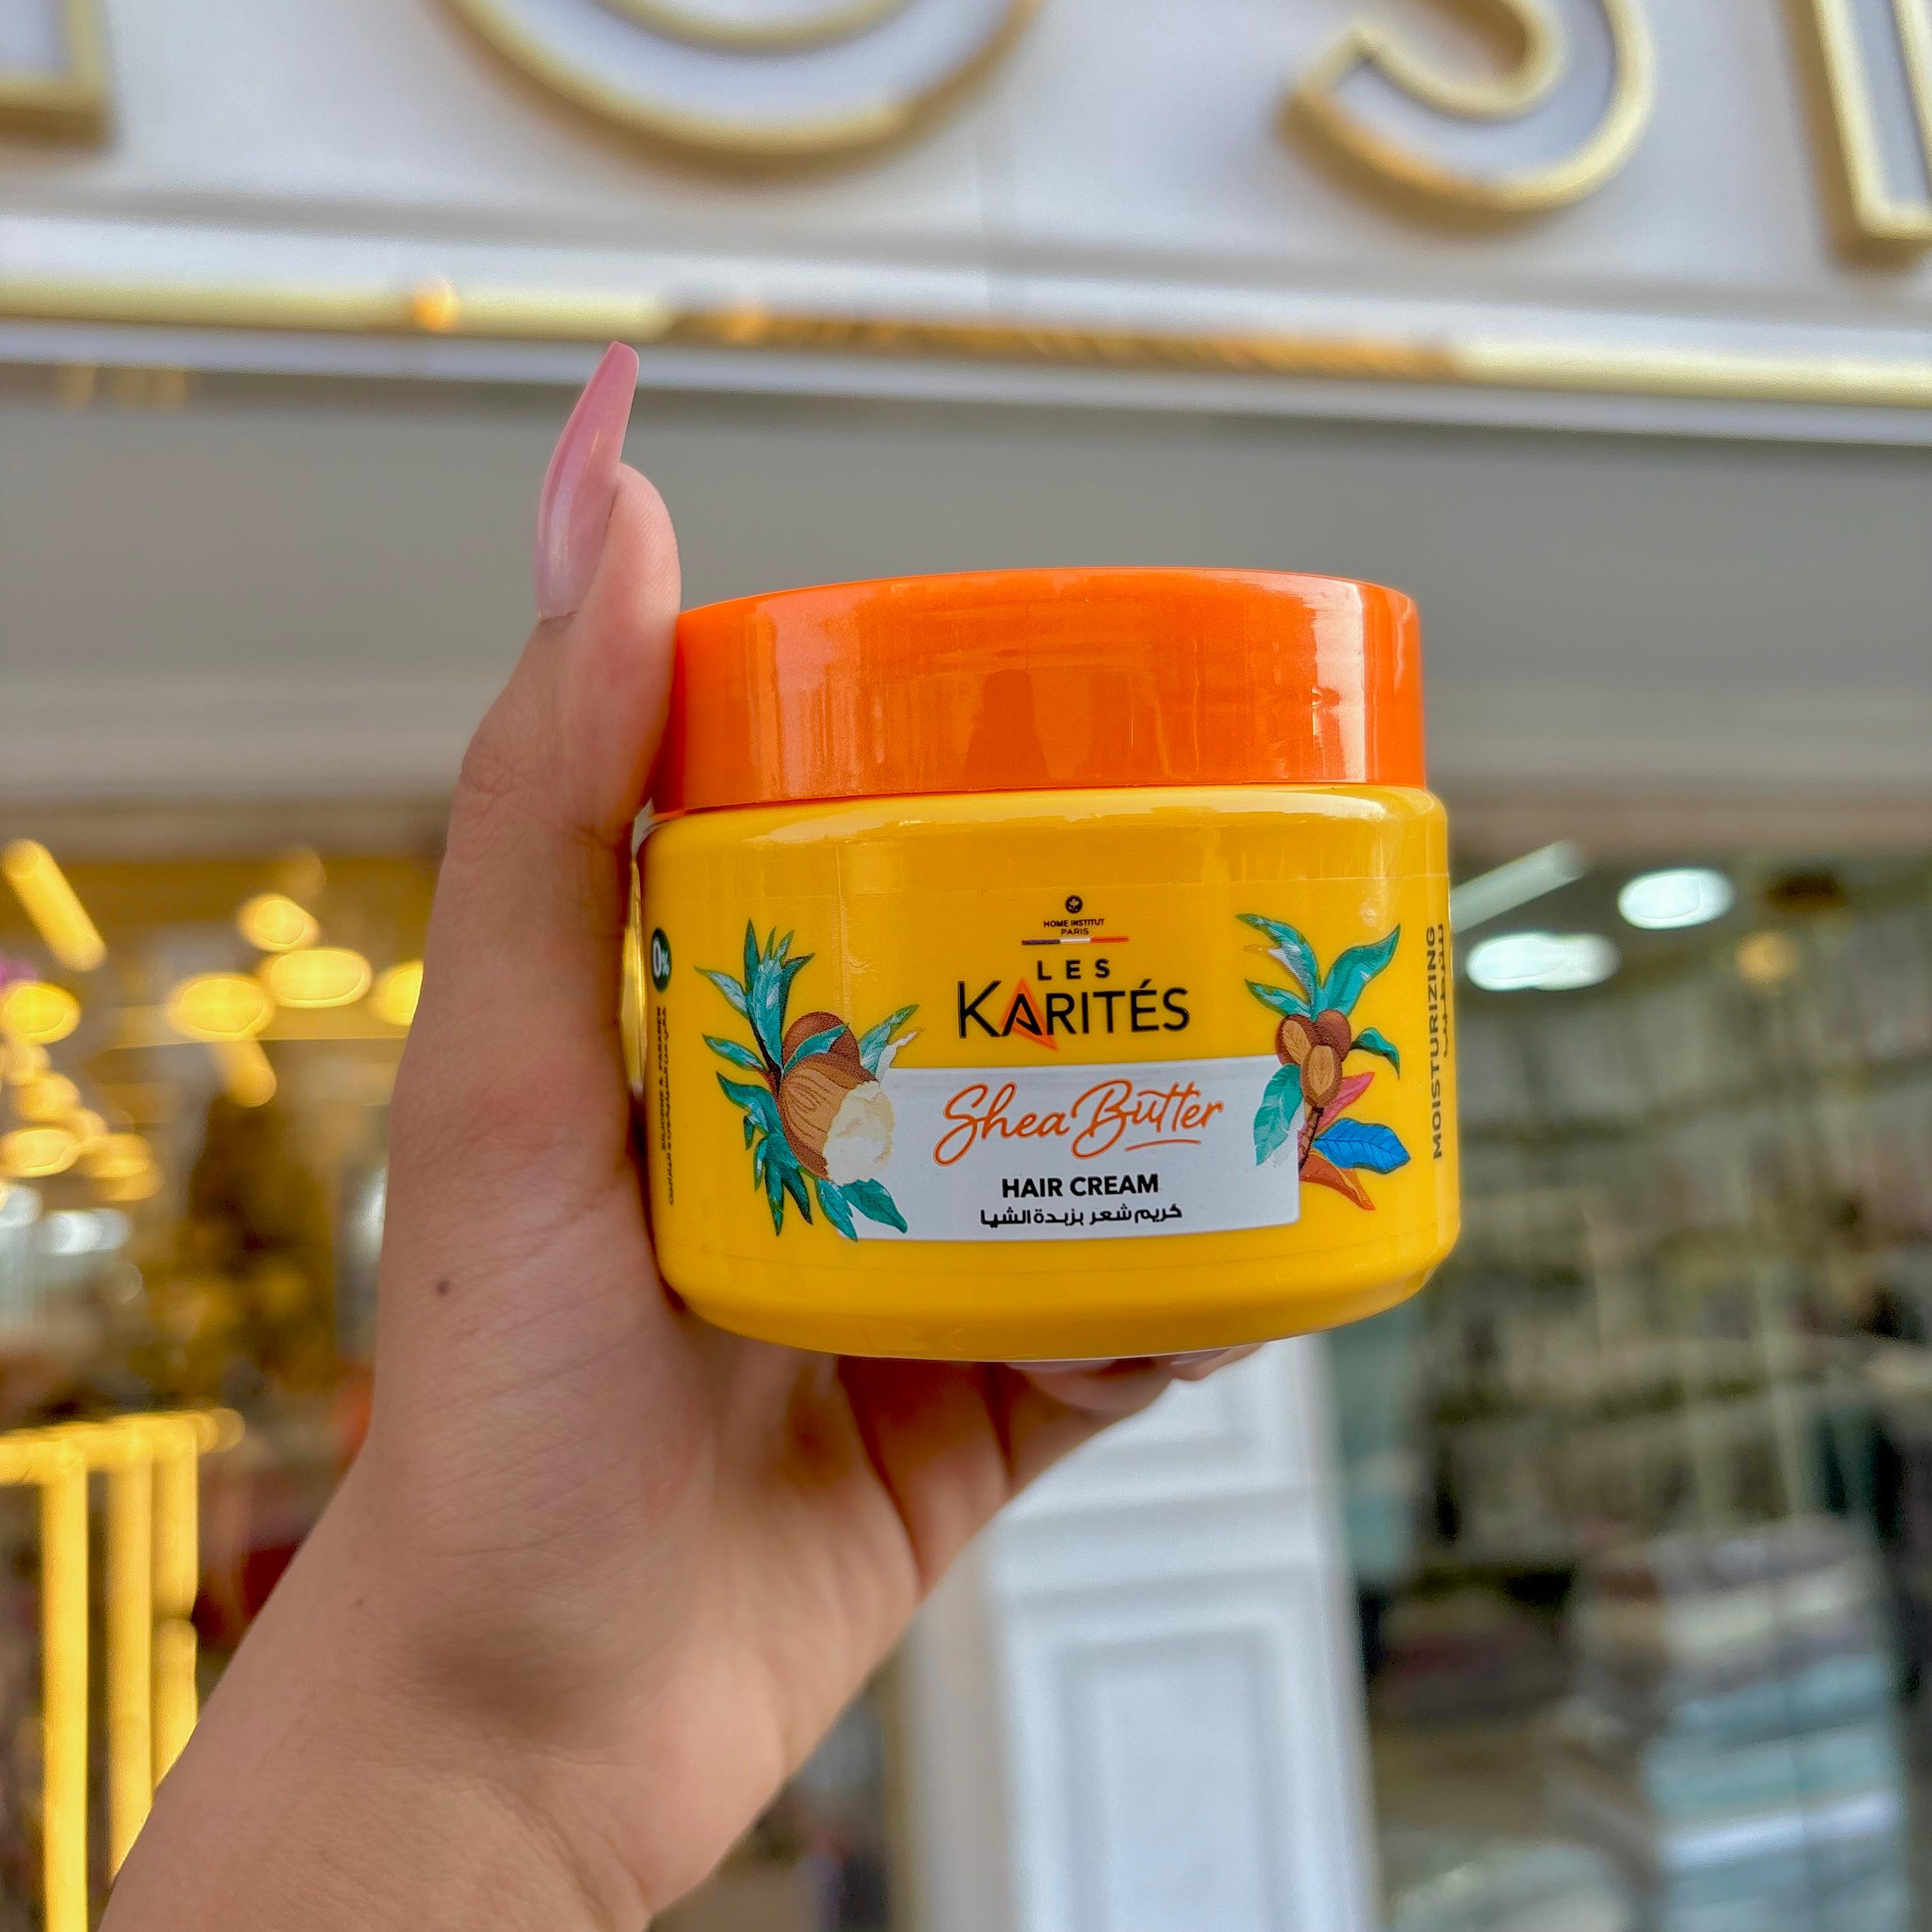 HOME INSTITUT
PARIS
LES
KARITÉS
Shea Butter
HAIR CREAM
كريم شعر بزبدة الشيا
0%
MOISTURIZING